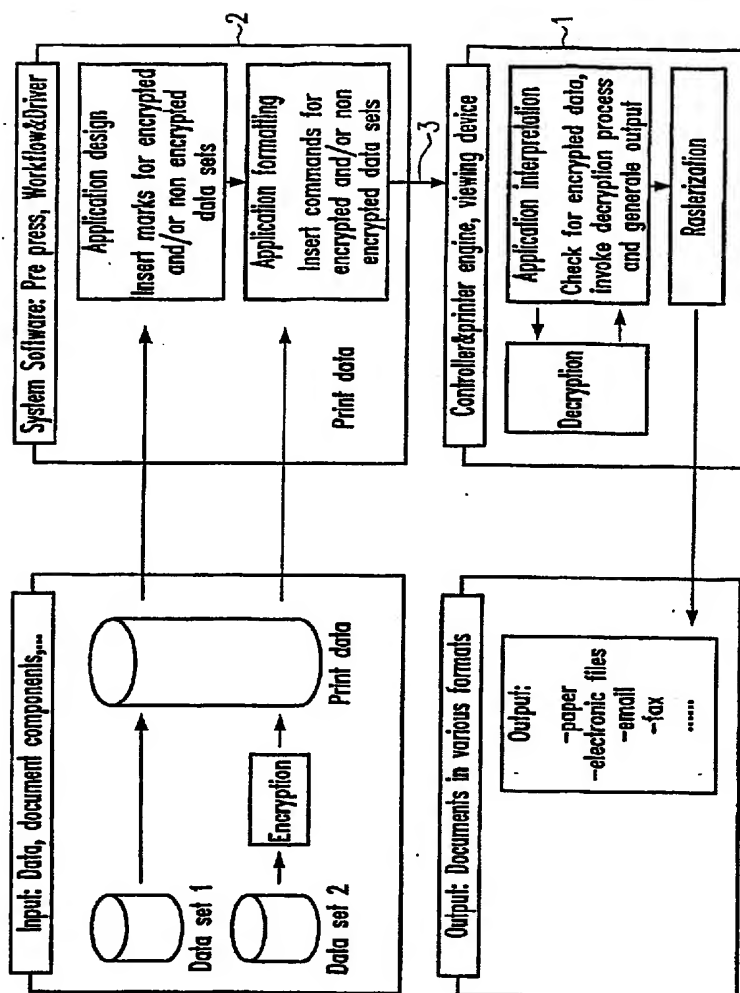 Input: Data, document components,...
Data set 1
Data set 2
Encryption
Print data
System Software: Pre press, Workflow&Driver
2
Application design
Insert marks for encrypted
and/or non encrypted
data sets
Application formatting
Insert commands for
encrypted and/or non
encrypted data sets
Print data
3
Controller&printer engine, viewing device
1
Application interpretation
Check for encrypted data,
invoke decryption process
and generate output
Decryption
Rasterization
Output: Documents in various formats
Output:
-paper
-electronic files
-email
-fax
.....